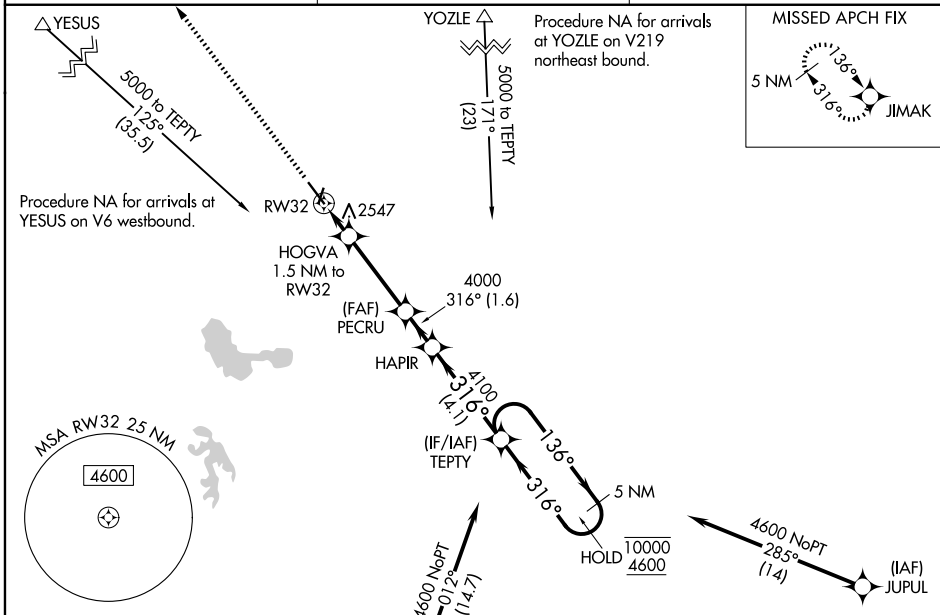 YESUS
5000 to TEPTY
125°
(35.5)
Procedure NA for arrivals at
YESUS on V6 westbound.
YOZLE
5000 to TEPTY
171°
(23)
Procedure NA for arrivals
at YOZLE on V219
northeast bound.
MISSED APCH FIX
5 NM
136°
316°
JIMAK
RW32
2547
HOGVA
1.5 NM to
RW32
4000
316° (1.6)
(FAF)
PECRU
HAPIR
4100
316°
(4.1)
(IF/IAF)
TEPTY
136°
316°
5 NM
HOLD
10000
4600
MSA RW32 25 NM
4600
4600 NoPT
012°
(14.7)
4600 NoPT
285°
(14)
(IAF)
JUPUL